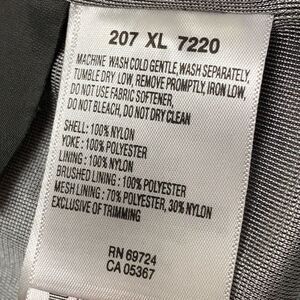 207 XL 7220
MACHINE WASH COLD GENTLE, WASH SEPARATELY,
TUMBLE DRY LOW, REMOVE PROMPTLY, IRON LOW,
DO NOT USE FABRIC SOFTENER,
DO NOT BLEACH, DO NOT DRY CLEAN
SHELL : 100% NYLON
YOKE : 100% POLYESTER
LINING : 100% NYLON
BRUSHED LINING : 100% POLYESTER
MESH LINING : 70% POLYESTER, 30% NYLON
EXCLUSIVE OF TRIMMING
RN 69724
CA 05367